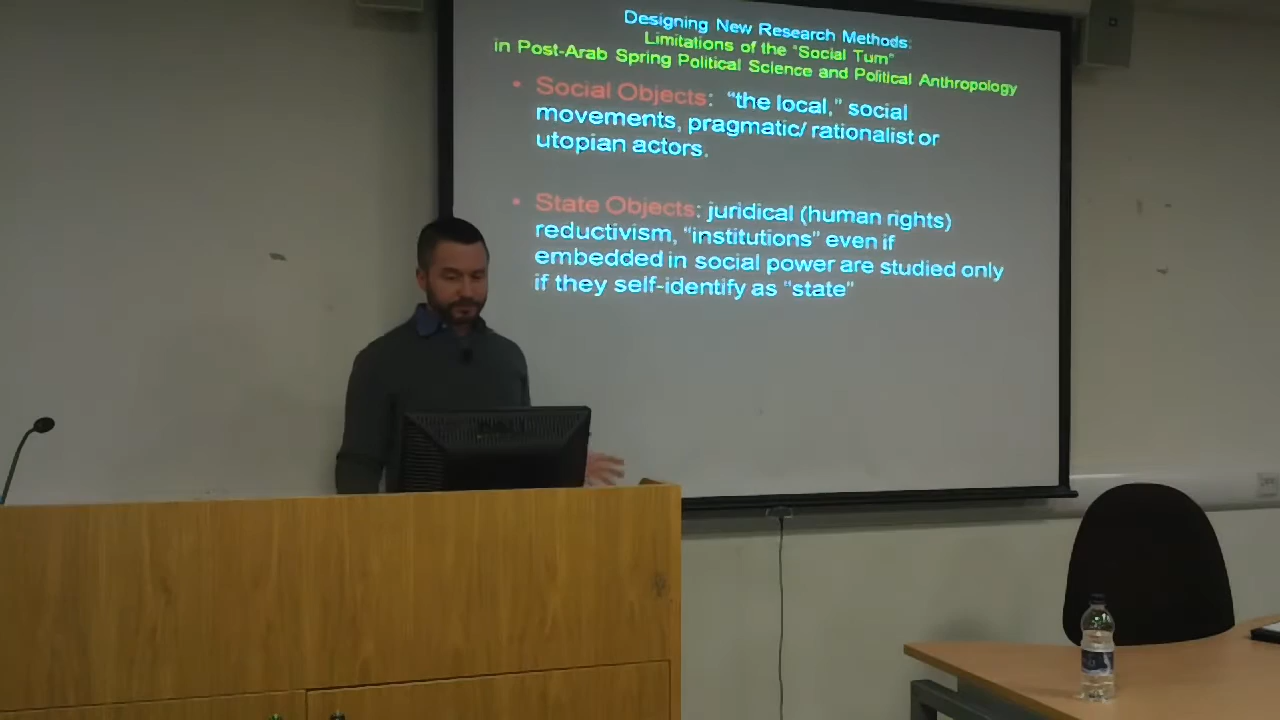 Designing New Research Methods:
Limitations of the "Social Turn"
in Post-Arab Spring Political Science and Political Anthropology
• Social Objects: "the local," social
movements, pragmatic/ rationalist or
utopian actors.
• State Objects: juridical (human rights)
reductivism, "institutions" even if
embedded in social power are studied only
if they self-identify as "state"